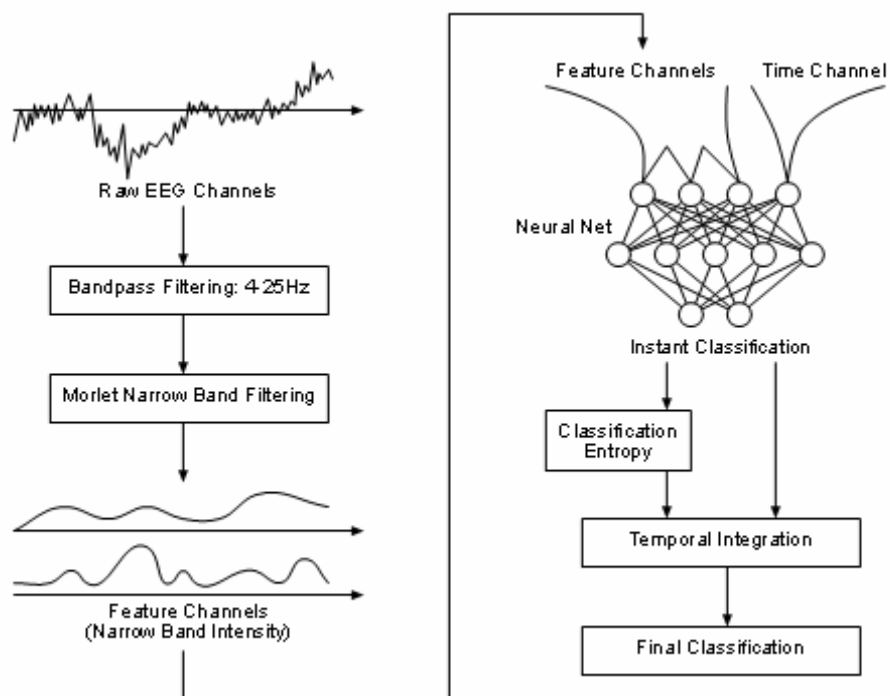 Raw EEG Channels
Bandpass Filtering: 4-25Hz
Morlet Narrow Band Filtering
Feature Channels
(Narrow Band Intensity)
Feature Channels
Time Channel
Neural Net
Instant Classification
Classification
Entropy
Temporal Integration
Final Classification